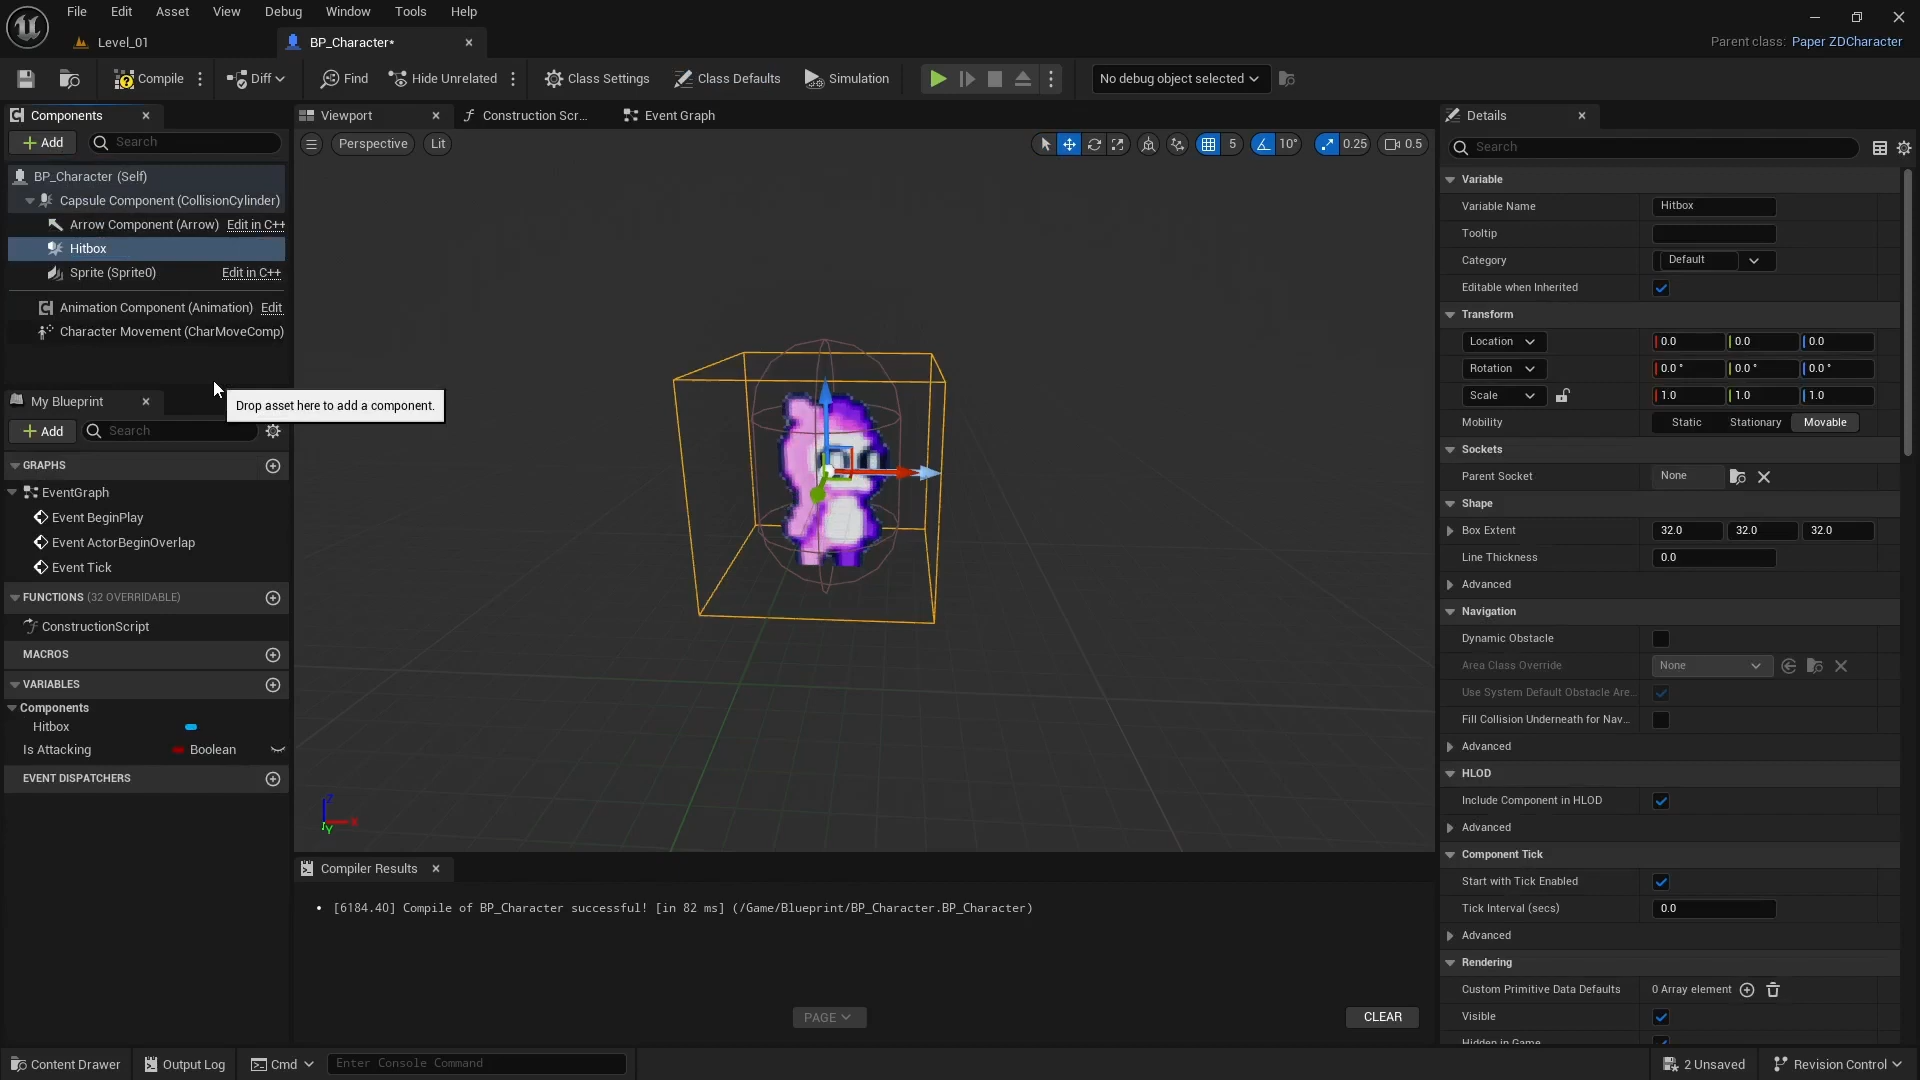 File Edit Asset View Debug Window Tools Help
Level_01
BP_Character*
Parent class: Paper ZDCharacter
Compile
Diff
Find
Hide Unrelated
Class Settings
Class Defaults
Simulation
No debug object selected
Components
Add
Search
BP_Character (Self)
Capsule Component (CollisionCylinder)
Arrow Component (Arrow) Edit in C++
Hitbox
Sprite (Sprite0) Edit in C++
Animation Component (Animation) Edit
Character Movement (CharMoveComp)
Drop asset here to add a component.
My Blueprint
Add
Search
GRAPHS
EventGraph
Event BeginPlay
Event ActorBeginOverlap
Event Tick
FUNCTIONS (32 OVERRIDABLE)
ConstructionScript
MACROS
VARIABLES
Components
Hitbox
Is Attacking Boolean
EVENT DISPATCHERS
Viewport
Construction Scr...
Event Graph
Perspective
Lit
5
10°
0.25
0.5
Z
X
Y
Compiler Results
[6184.40] Compile of BP_Character successful! [in 82 ms] (/Game/Blueprint/BP_Character.BP_Character)
PAGE
CLEAR
Details
Search
Variable
Variable Name Hitbox
Tooltip
Category Default
Editable when Inherited
Transform
Location 0.0 0.0 0.0
Rotation 0.0 ° 0.0 ° 0.0 °
Scale 1.0 1.0 1.0
Mobility Static Stationary Movable
Sockets
Parent Socket None
Shape
Box Extent 32.0 32.0 32.0
Line Thickness 0.0
Advanced
Navigation
Dynamic Obstacle
Area Class Override None
Use System Default Obstacle Are...
Fill Collision Underneath for Nav...
Advanced
HLOD
Include Component in HLOD
Advanced
Component Tick
Start with Tick Enabled
Tick Interval (secs) 0.0
Advanced
Rendering
Custom Primitive Data Defaults 0 Array element
Visible
Hidden in Game
Content Drawer
Output Log
Cmd
Enter Console Command
2 Unsaved
Revision Control